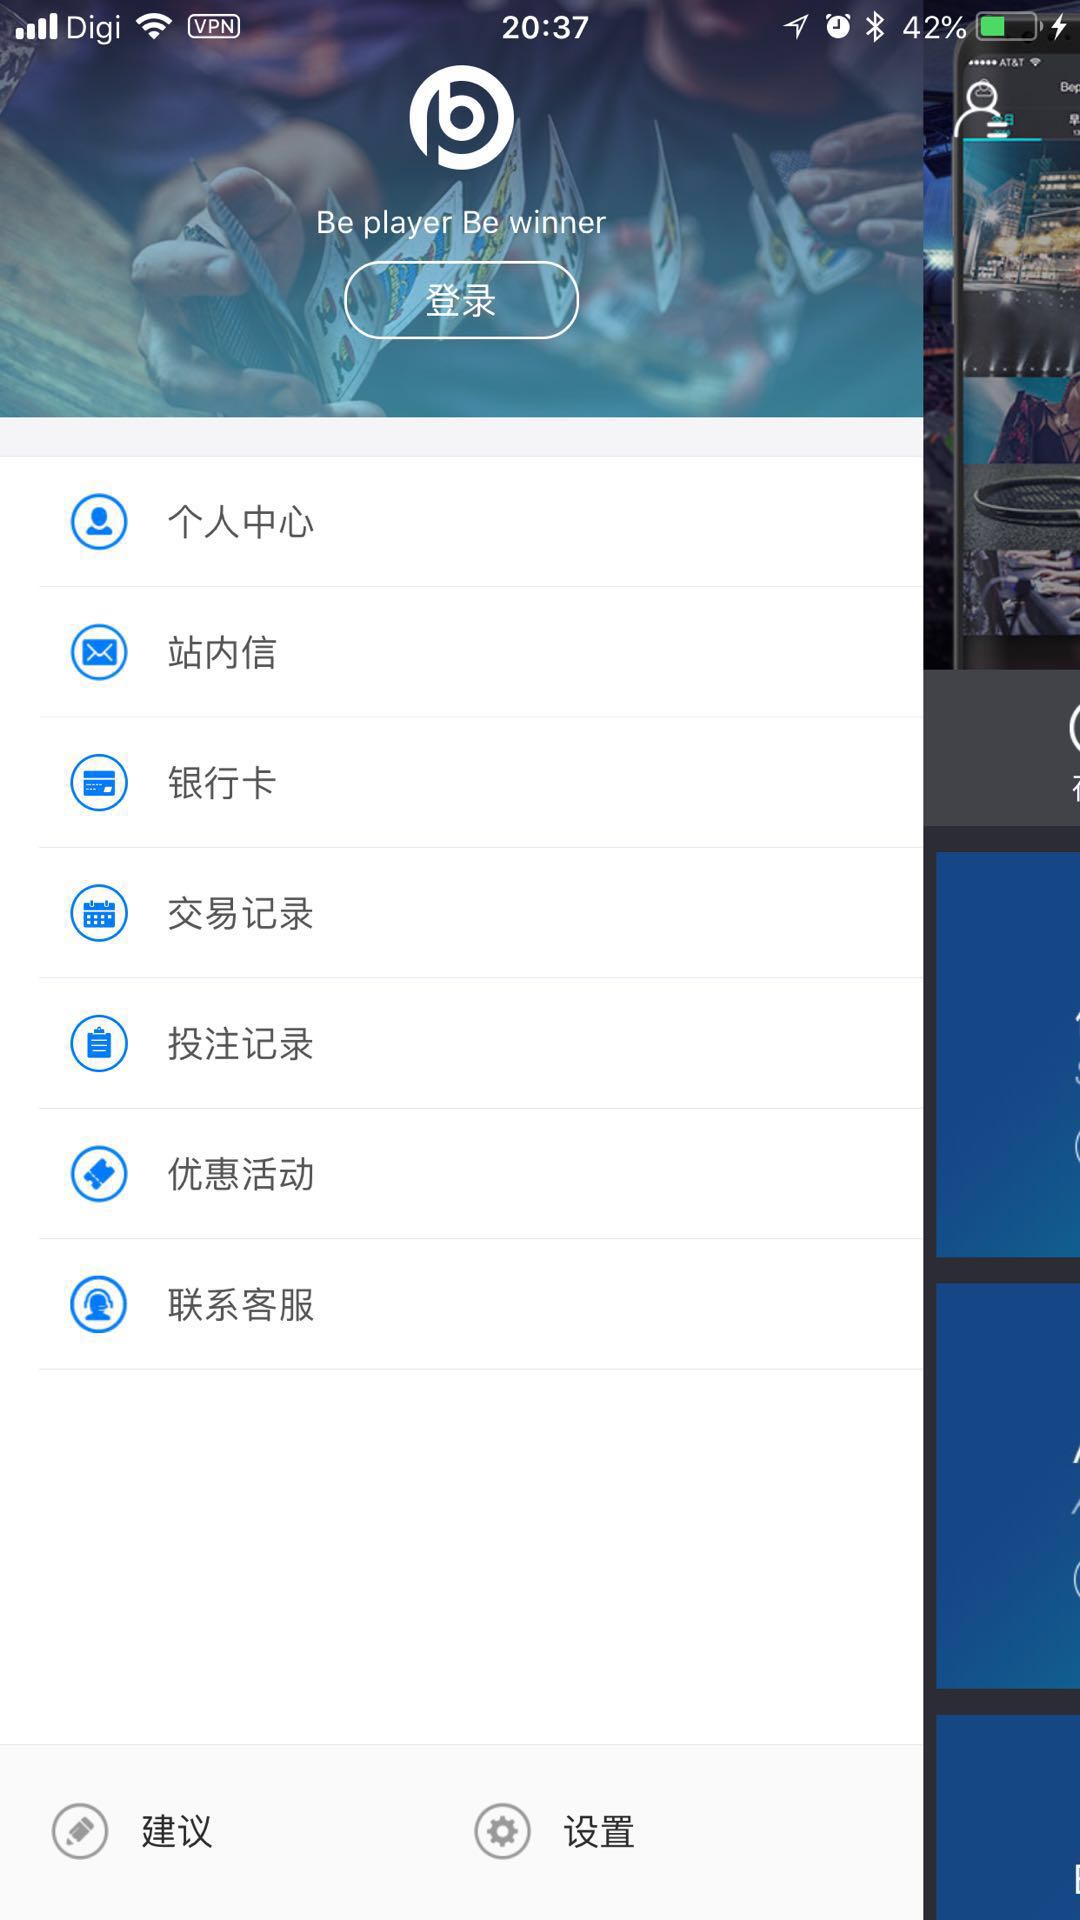 Digi VPN 20:37 42%
AT&T
Be player Be winner
登录
个人中心
站内信
银行卡
交易记录
投注记录
优惠活动
联系客服
建议
设置